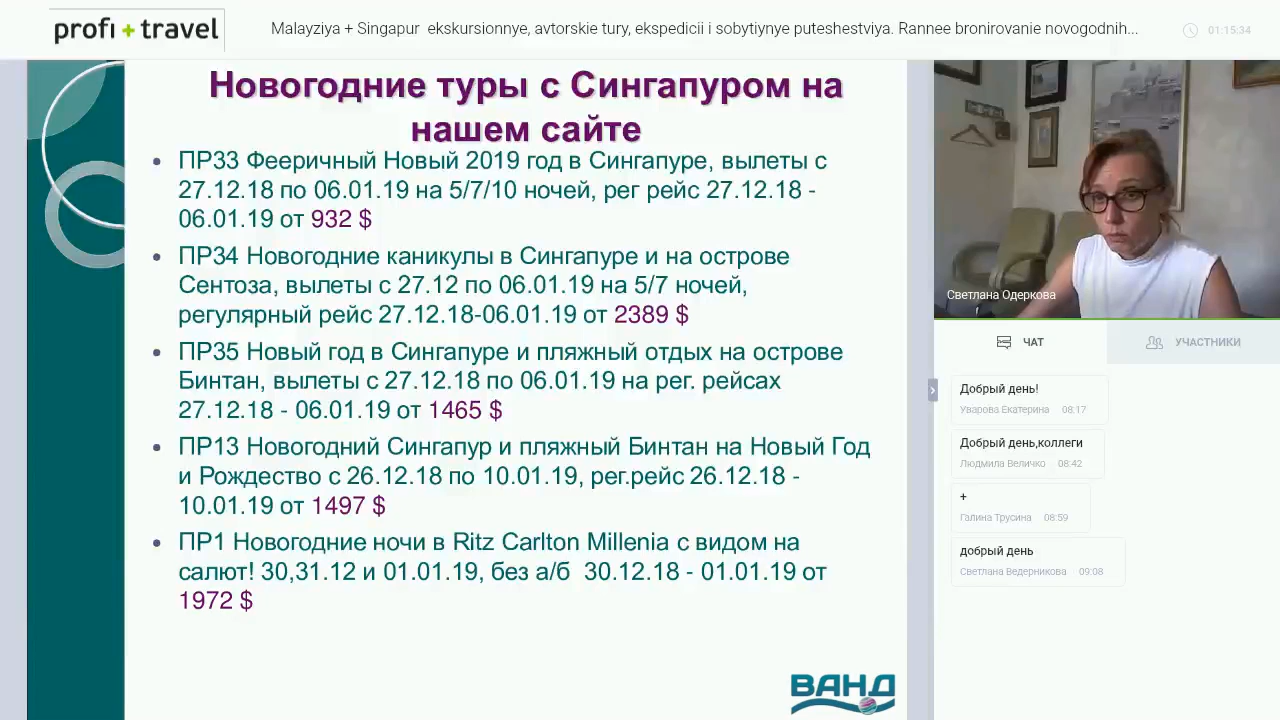 profi + travel
Malayziya + Singapur ekskursionnye, avtorskie tury, ekspedicii i sobytiynye puteshestviya. Rannee bronirovanie novogodnih...
01:15:34
Новогодние туры с Сингапуром на
нашем сайте
• ПР33 Фееричный Новый 2019 год в Сингапуре, вылеты с
27.12.18 по 06.01.19 на 5/7/10 ночей, рег рейс 27.12.18 -
06.01.19 от 932 $
• ПР34 Новогодние каникулы в Сингапуре и на острове
Сентоза, вылеты с 27.12 по 06.01.19 на 5/7 ночей,
регулярный рейс 27.12.18-06.01.19 от 2389 $
• ПР35 Новый год в Сингапуре и пляжный отдых на острове
Бинтан, вылеты с 27.12.18 по 06.01.19 на рег. рейсах
27.12.18 - 06.01.19 от 1465 $
• ПР13 Новогодний Сингапур и пляжный Бинтан на Новый Год
и Рождество с 26.12.18 по 10.01.19, рег.рейс 26.12.18 -
10.01.19 от 1497 $
• ПР1 Новогодние ночи в Ritz Carlton Millenia с видом на
салют! 30,31.12 и 01.01.19, без а/б 30.12.18 - 01.01.19 от
1972 $
ВАНД
Светлана Одеркова
ЧАТ
УЧАСТНИКИ
Добрый день!
Уварова Екатерина 08:17
Добрый день,коллеги
Людмила Величко 08:42
+
Галина Трусина 08:59
добрый день
Светлана Ведерникова 09:08